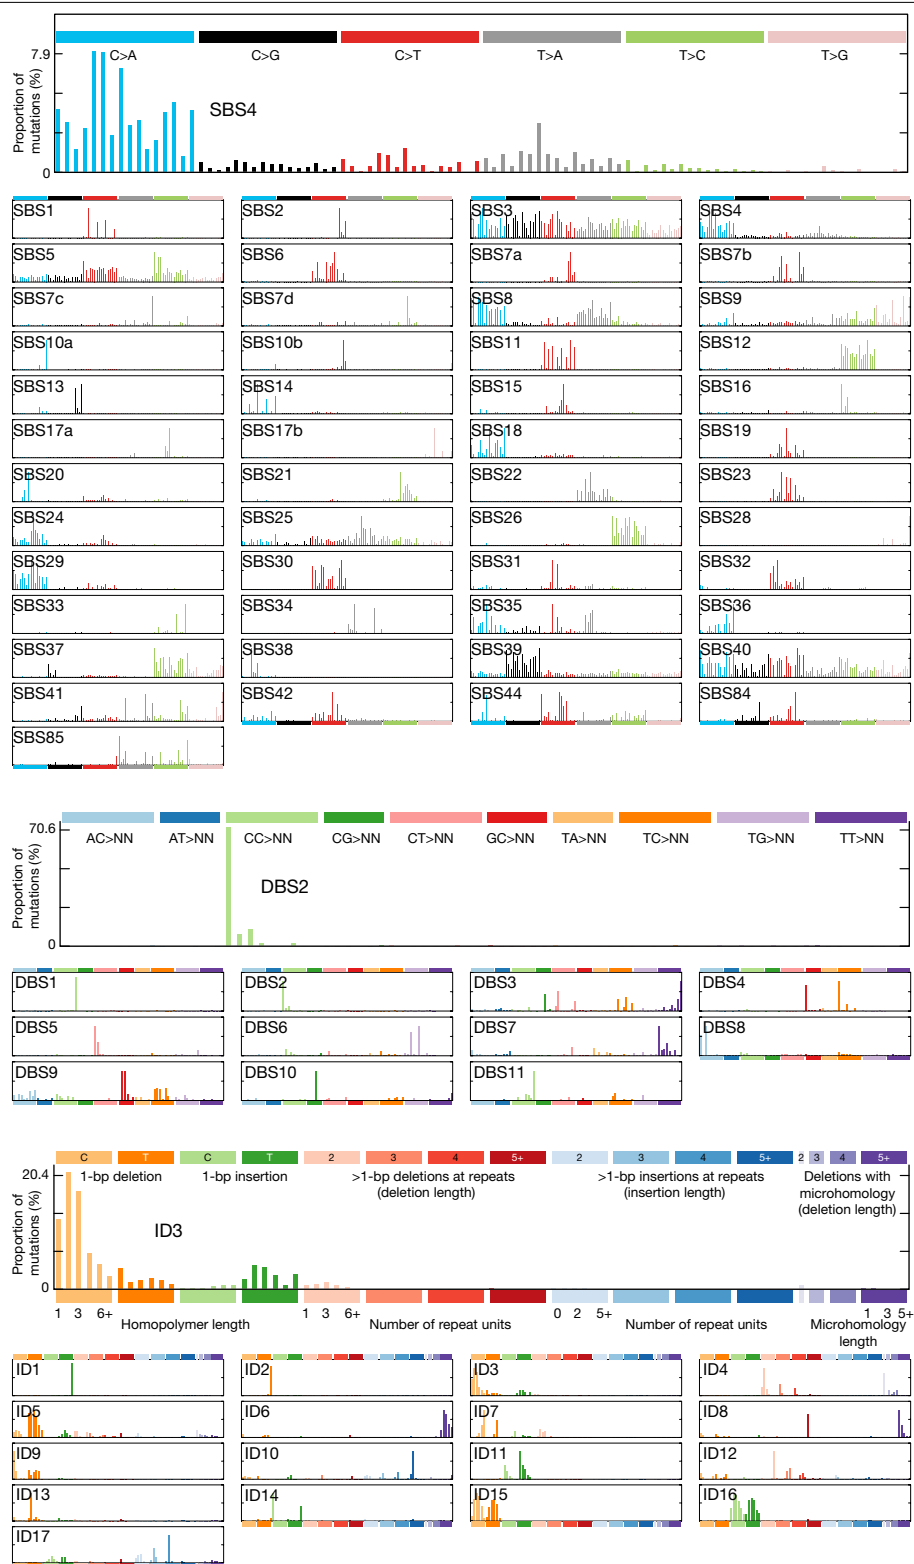 C>A C>G C>T T>A T>C T>G
7.9
0
Proportion of mutations (%)
SBS4
SBS1 SBS2 SBS3 SBS4
SBS5 SBS6 SBS7a SBS7b
SBS7c SBS7d SBS8 SBS9
SBS10a SBS10b SBS11 SBS12
SBS13 SBS14 SBS15 SBS16
SBS17a SBS17b SBS18 SBS19
SBS20 SBS21 SBS22 SBS23
SBS24 SBS25 SBS26 SBS28
SBS29 SBS30 SBS31 SBS32
SBS33 SBS34 SBS35 SBS36
SBS37 SBS38 SBS39 SBS40
SBS41 SBS42 SBS44 SBS84
SBS85
70.6
0
Proportion of mutations (%)
AC>NN AT>NN CC>NN CG>NN CT>NN GC>NN TA>NN TC>NN TG>NN TT>NN
DBS2
DBS1 DBS2 DBS3 DBS4
DBS5 DBS6 DBS7 DBS8
DBS9 DBS10 DBS11
C T C T 2 3 4 5+ 2 3 4 5+ 2 3 4 5+
20.4
0
Proportion of mutations (%)
1-bp deletion 1-bp insertion >1-bp deletions at repeats >1-bp insertions at repeats Deletions with
(deletion length) (insertion length) microhomology
(deletion length)
ID3
1 3 6+ 1 3 6+ 0 2 5+ 1 3 5+
Homopolymer length Number of repeat units Number of repeat units Microhomology
length
ID1 ID2 ID3 ID4
ID5 ID6 ID7 ID8
ID9 ID10 ID11 ID12
ID13 ID14 ID15 ID16
ID17